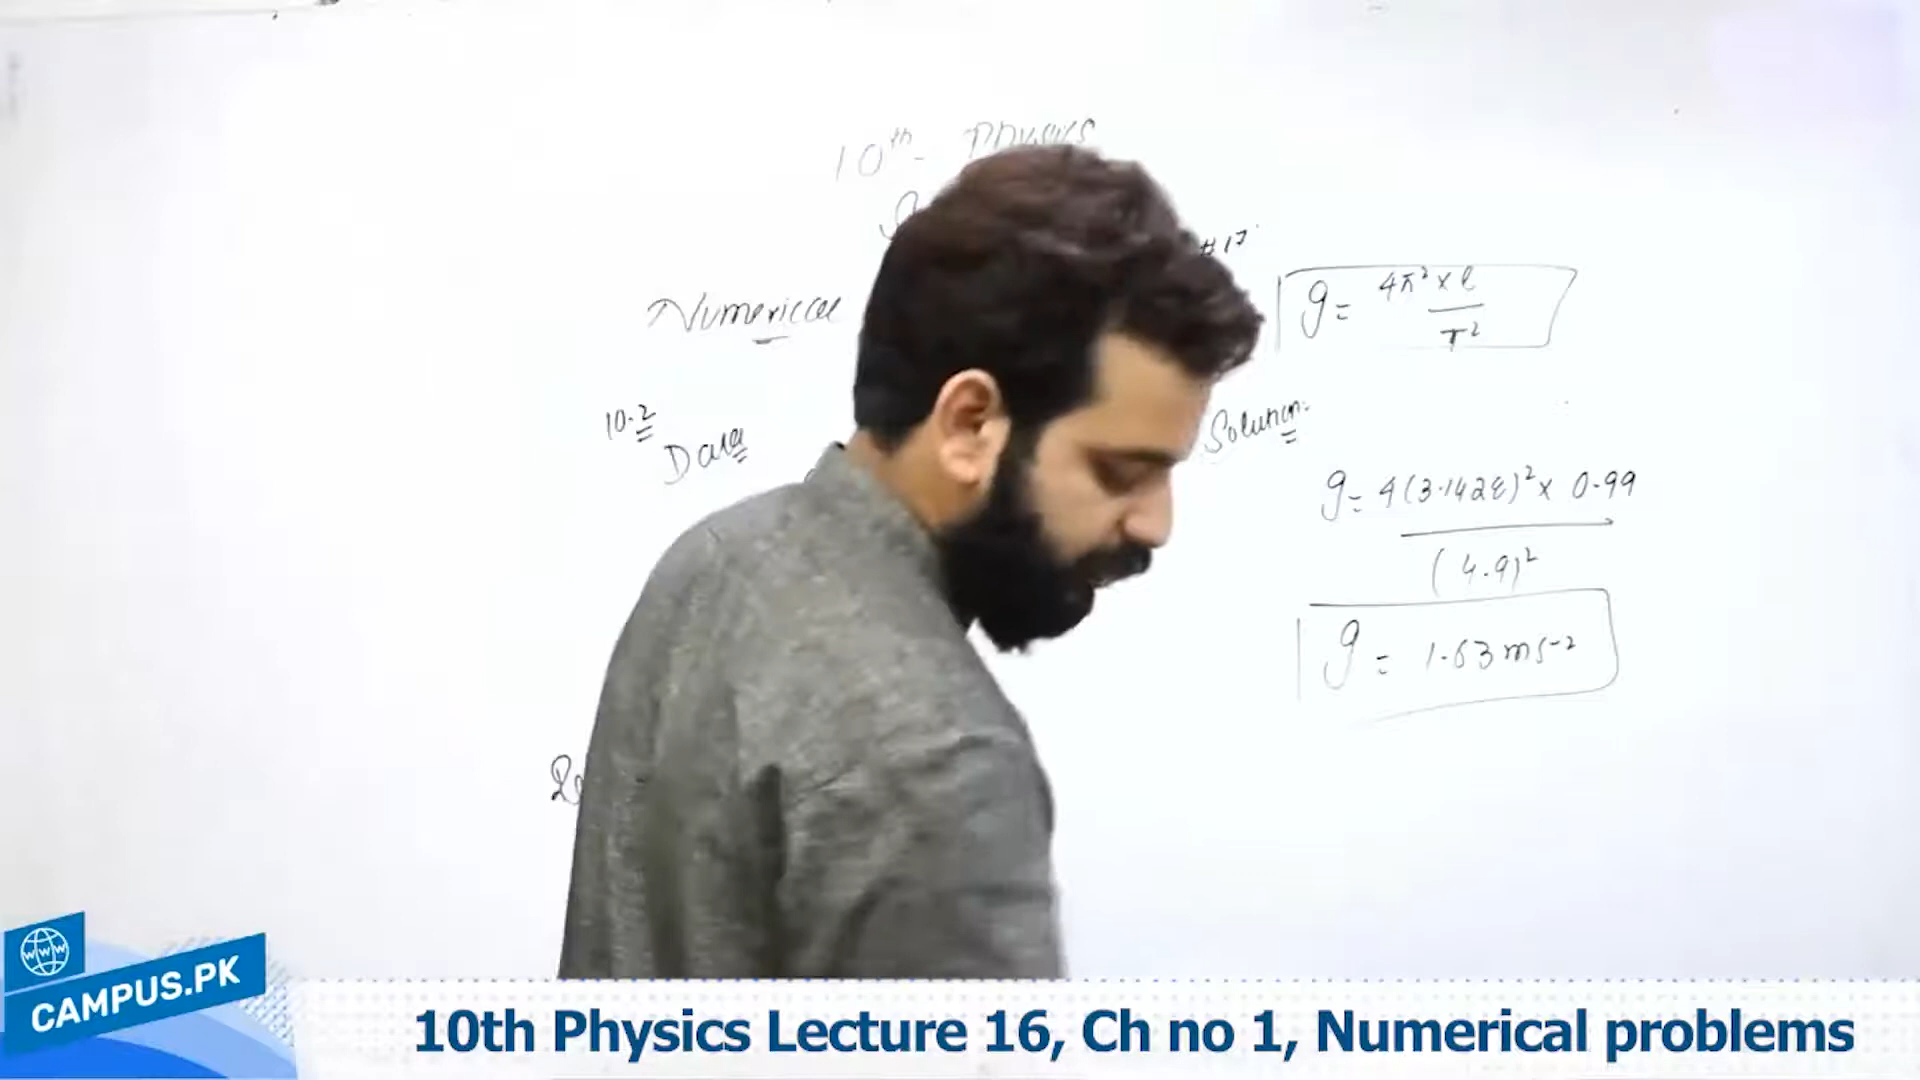 10th Physics
#17
Numerical
g = 4π² × l
T²
10.2
Data
Solution:
g = 4(3.1428)² × 0.99
(4.9)²
g = 1.63 ms-2
WWW
CAMPUS.PK
10th Physics Lecture 16, Ch no 1, Numerical problems